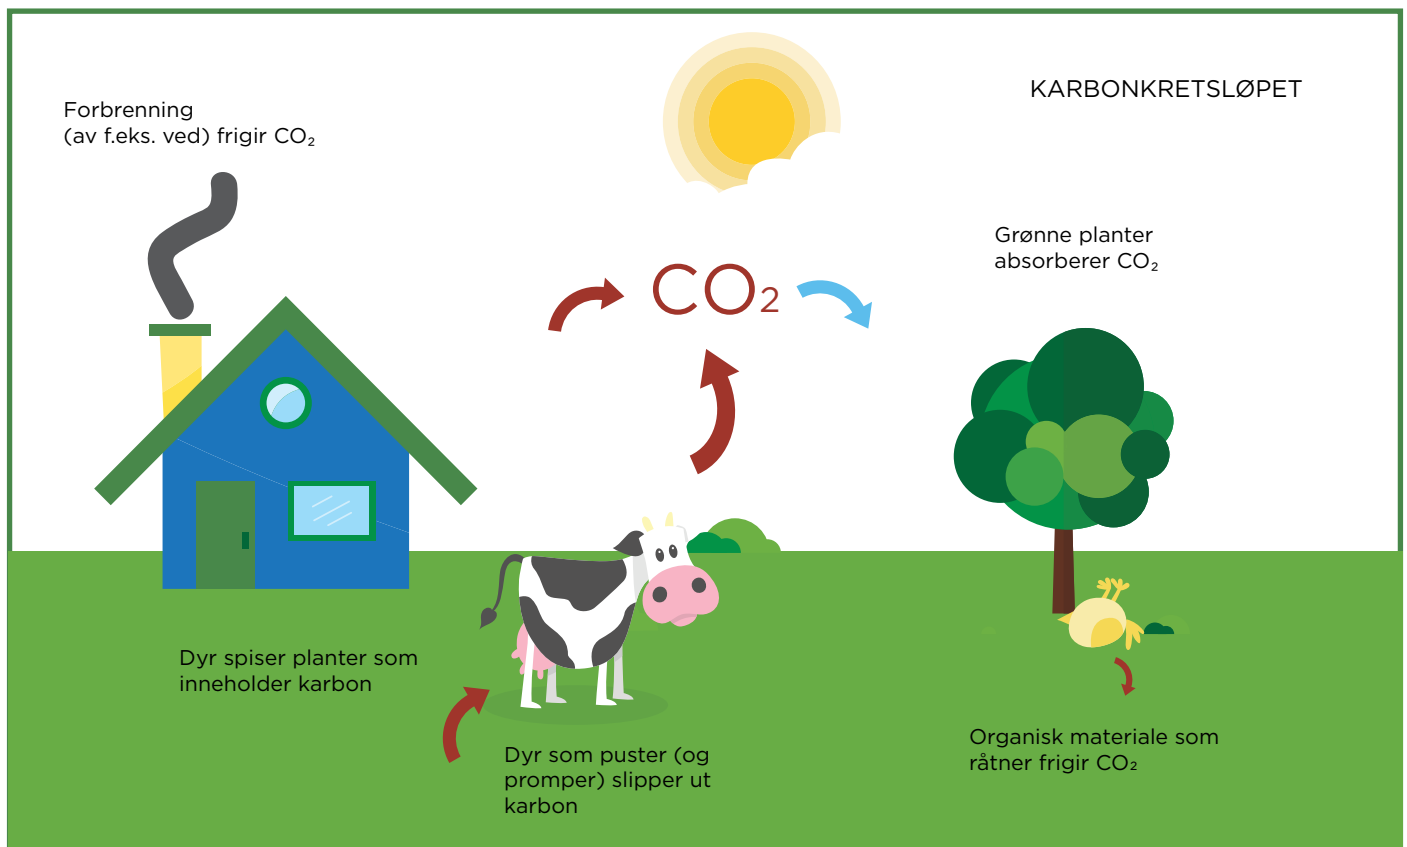 KARBONKRETSLØPET
Forbrenning
(av f.eks. ved) frigir CO₂
Grønne planter
absorberer CO₂
CO₂
Dyr spiser planter som
inneholder karbon
Dyr som puster (og
promper) slipper ut
karbon
Organisk materiale som
råtner frigir CO₂